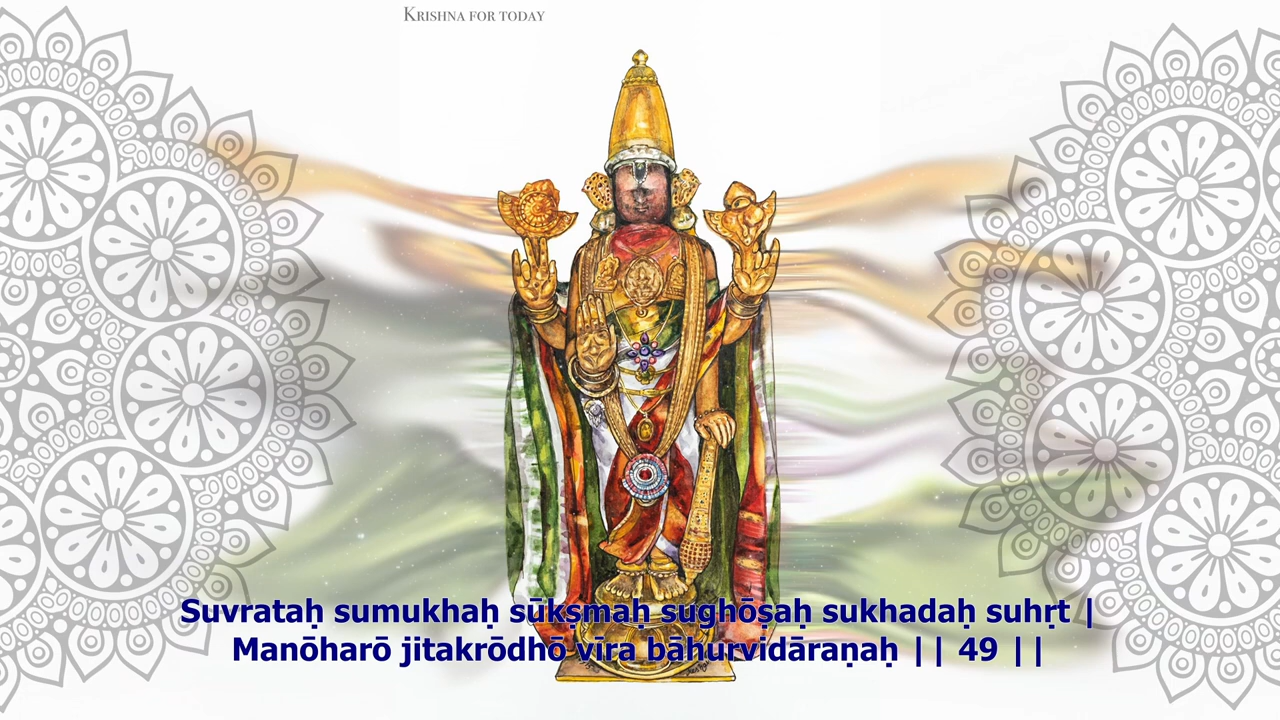 Krishna for today
Suvrataḥ sumukhaḥ sūkṣmaḥ sughōṣaḥ sukhadaḥ suhṛt |
Manōharō jitakrōdhō vīra bāhurvidāraṇaḥ || 49 ||